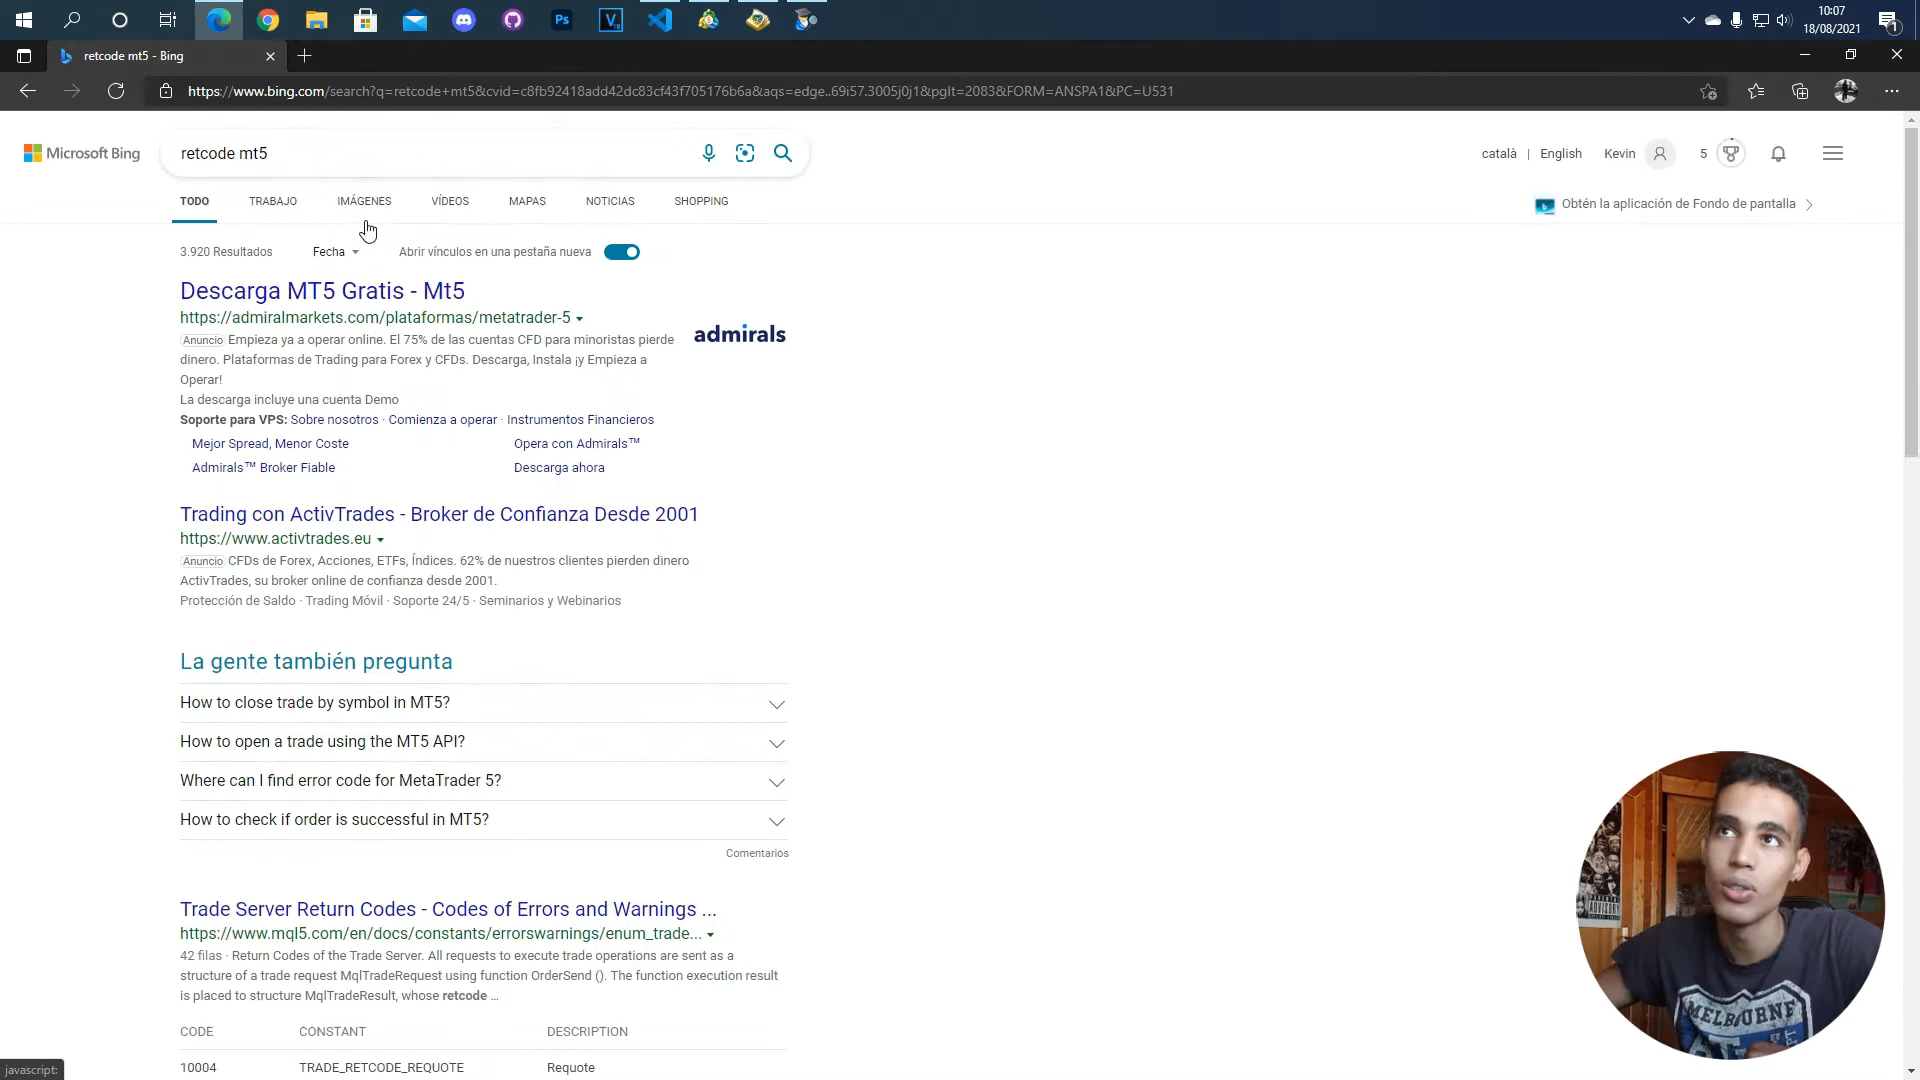 10:07
18/08/2021
1
retcode mt5 - Bing
https://www.bing.com/search?q=retcode+mt5&cvid=c8fb92418add42dc83cf43f705176b6a&aqs=edge..69i57.3005j0j1&pglt=2083&FORM=ANSPA1&PC=U531
Microsoft Bing
retcode mt5
català | English Kevin 5
TODO TRABAJO IMÁGENES VÍDEOS MAPAS NOTICIAS SHOPPING
Obtén la aplicación de Fondo de pantalla
3.920 Resultados Fecha Abrir vínculos en una pestaña nueva
Descarga MT5 Gratis - Mt5
https://admiralmarkets.com/plataformas/metatrader-5
admirals
Anuncio Empieza ya a operar online. El 75% de las cuentas CFD para minoristas pierde
dinero. Plataformas de Trading para Forex y CFDs. Descarga, Instala ¡y Empieza a
Operar!
La descarga incluye una cuenta Demo
Soporte para VPS: Sobre nosotros · Comienza a operar · Instrumentos Financieros
Mejor Spread, Menor Coste Opera con Admirals™
Admirals™ Broker Fiable Descarga ahora
Trading con ActivTrades - Broker de Confianza Desde 2001
https://www.activtrades.eu
Anuncio CFDs de Forex, Acciones, ETFs, Índices. 62% de nuestros clientes pierden dinero
ActivTrades, su broker online de confianza desde 2001.
Protección de Saldo · Trading Móvil · Soporte 24/5 · Seminarios y Webinarios
La gente también pregunta
How to close trade by symbol in MT5?
How to open a trade using the MT5 API?
Where can I find error code for MetaTrader 5?
How to check if order is successful in MT5?
Comentarios
Trade Server Return Codes - Codes of Errors and Warnings ...
https://www.mql5.com/en/docs/constants/errorswarnings/enum_trade...
42 filas · Return Codes of the Trade Server. All requests to execute trade operations are sent as a
structure of a trade request MqlTradeRequest using function OrderSend (). The function execution result
is placed to structure MqlTradeResult, whose retcode ...
CODE CONSTANT DESCRIPTION
10004 TRADE_RETCODE_REQUOTE Requote
javascript:
Ps
MELBOURNE